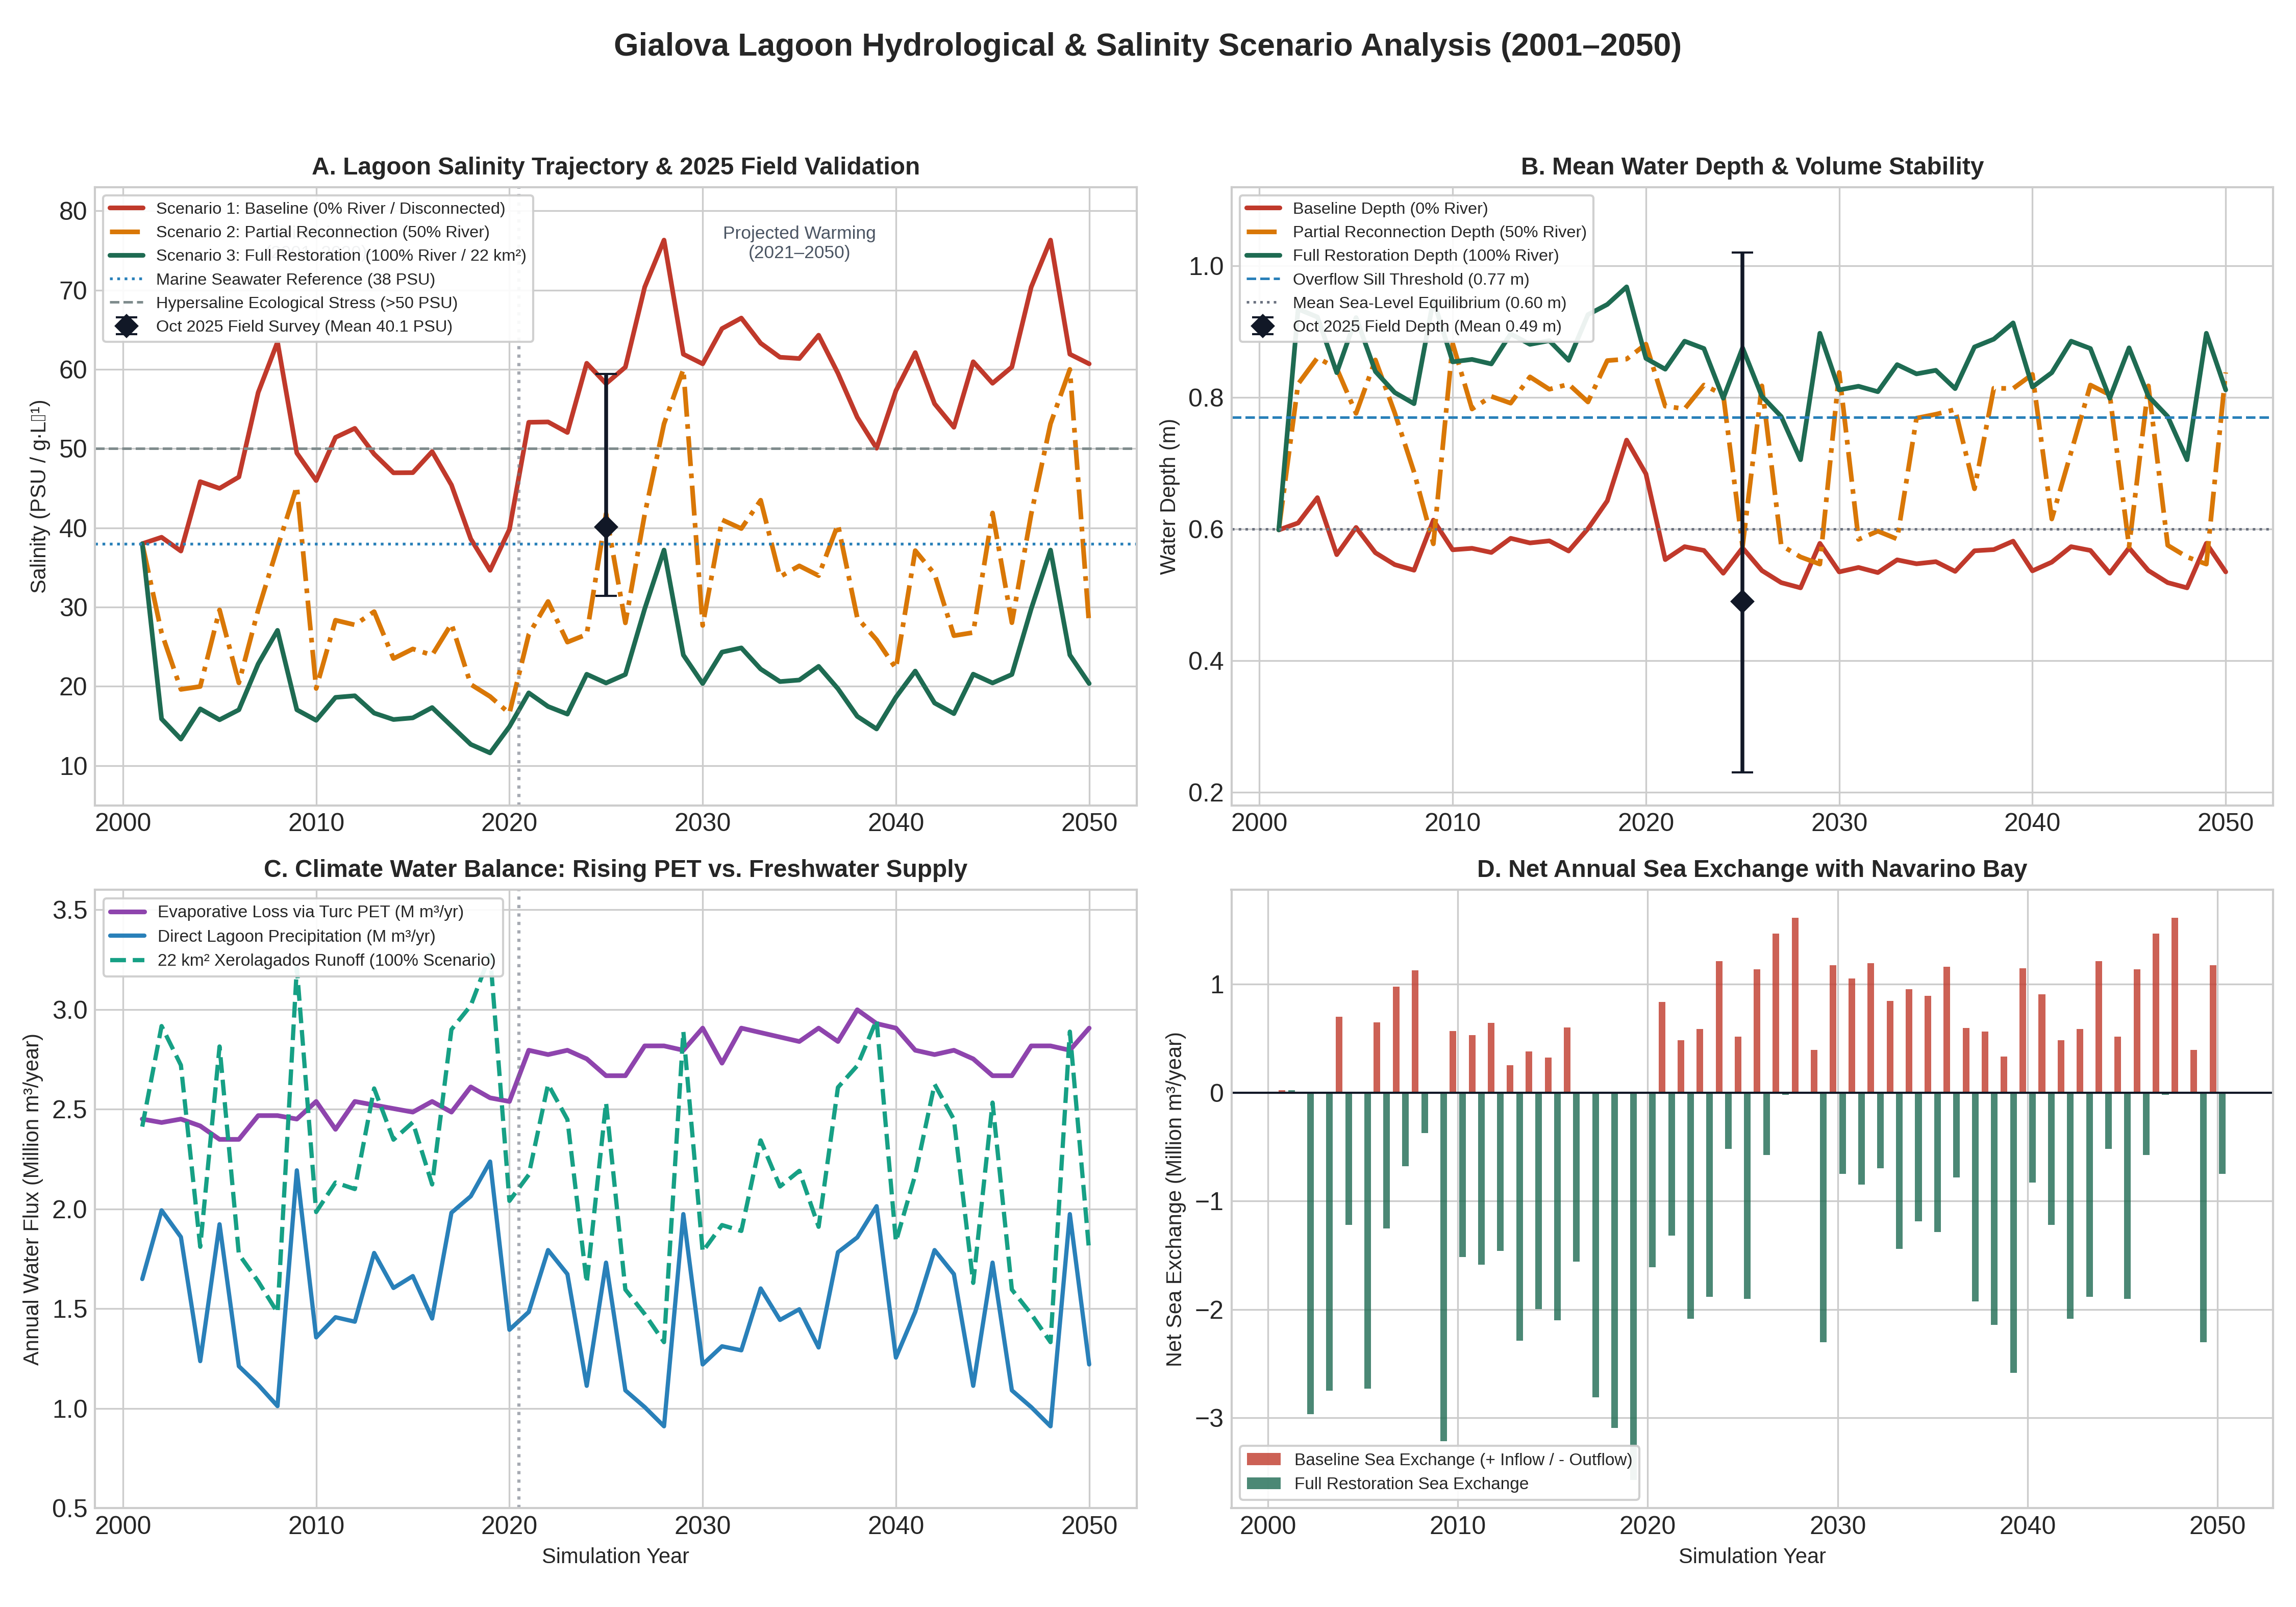 Gialova Lagoon Hydrological & Salinity Scenario Analysis (2001–2050)
A. Lagoon Salinity Trajectory & 2025 Field Validation
Salinity (PSU / g·L▯¹)
80
70
60
50
40
30
20
10
Scenario 1: Baseline (0% River / Disconnected)
Scenario 2: Partial Reconnection (50% River)
Scenario 3: Full Restoration (100% River / 22 km²)
Marine Seawater Reference (38 PSU)
Hypersaline Ecological Stress (>50 PSU)
Oct 2025 Field Survey (Mean 40.1 PSU)
Projected Warming
(2021–2050)
2000 2010 2020 2030 2040 2050
B. Mean Water Depth & Volume Stability
Water Depth (m)
1.0
0.8
0.6
0.4
0.2
Baseline Depth (0% River)
Partial Reconnection Depth (50% River)
Full Restoration Depth (100% River)
Overflow Sill Threshold (0.77 m)
Mean Sea-Level Equilibrium (0.60 m)
Oct 2025 Field Depth (Mean 0.49 m)
2000 2010 2020 2030 2040 2050
C. Climate Water Balance: Rising PET vs. Freshwater Supply
Annual Water Flux (Million m³/year)
3.5
3.0
2.5
2.0
1.5
1.0
0.5
Evaporative Loss via Turc PET (M m³/yr)
Direct Lagoon Precipitation (M m³/yr)
22 km² Xerolagados Runoff (100% Scenario)
2000 2010 2020 2030 2040 2050
Simulation Year
D. Net Annual Sea Exchange with Navarino Bay
Net Sea Exchange (Million m³/year)
1
0
−1
−2
−3
Baseline Sea Exchange (+ Inflow / - Outflow)
Full Restoration Sea Exchange
2000 2010 2020 2030 2040 2050
Simulation Year